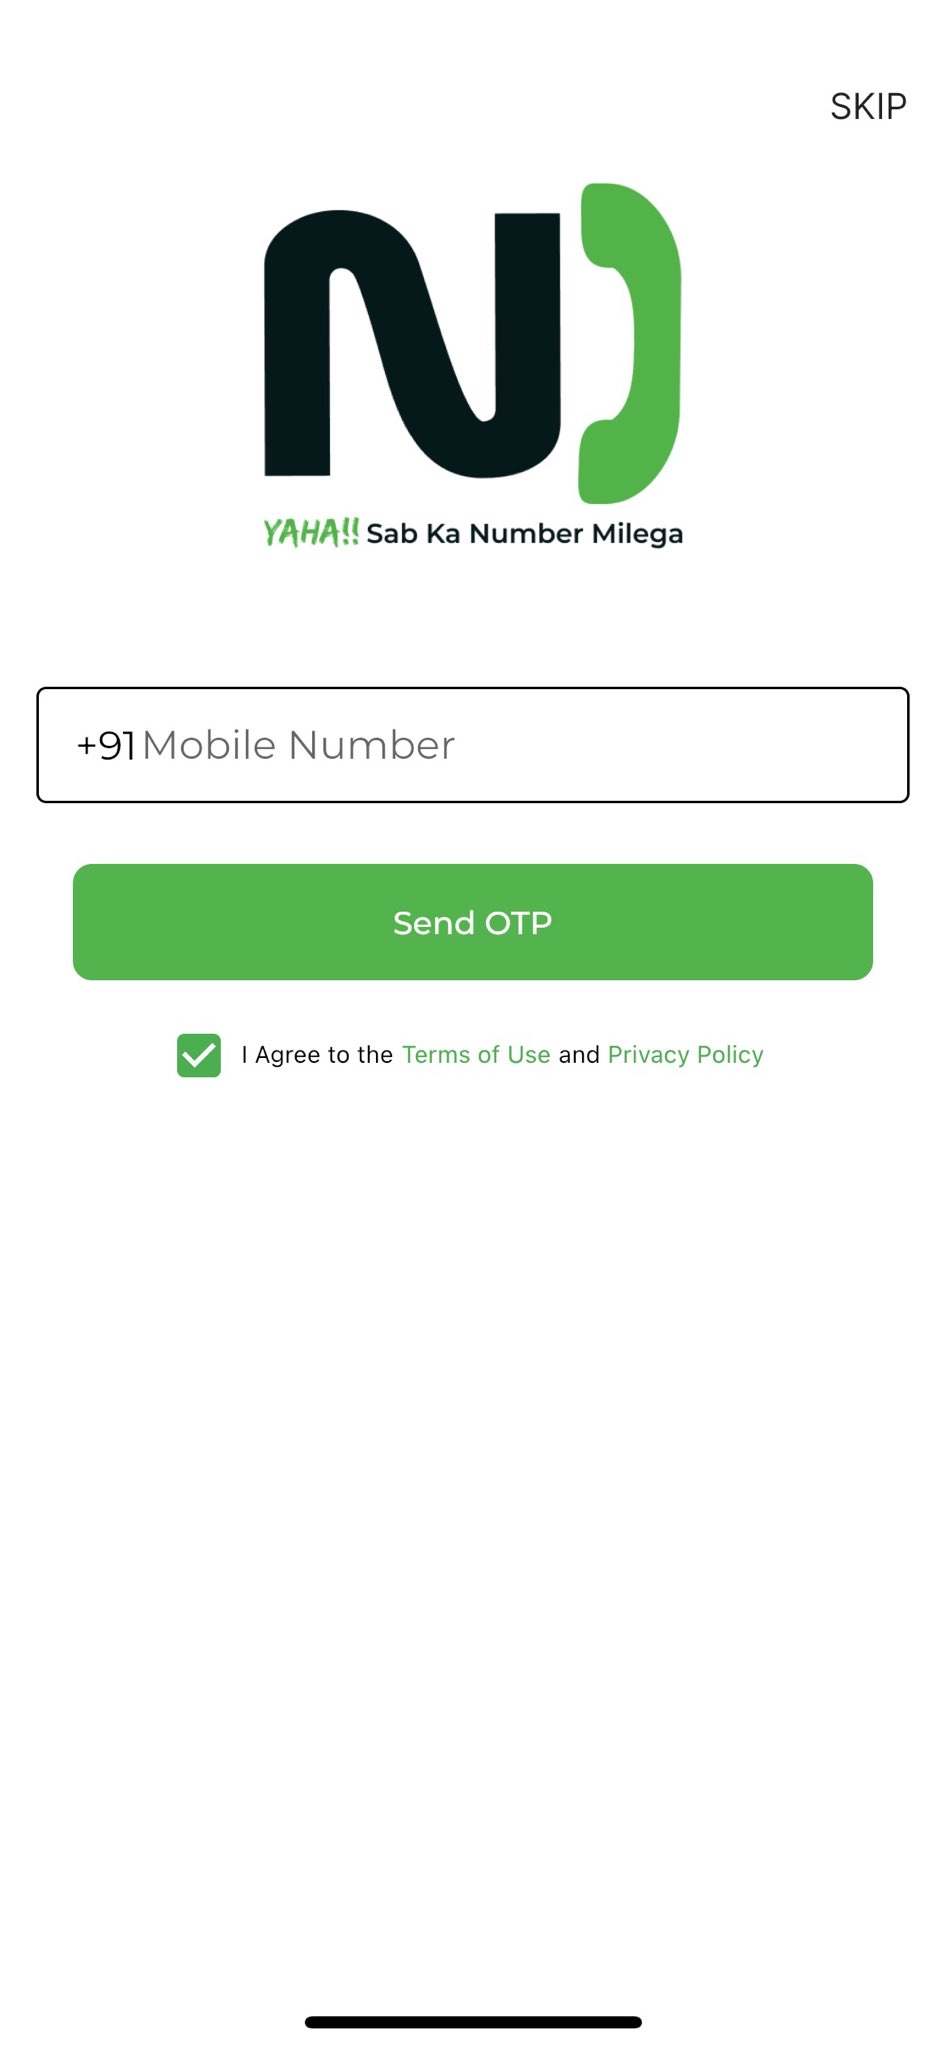 SKIP
YAHA!! Sab Ka Number Milega
+91 Mobile Number
Send OTP
I Agree to the Terms of Use and Privacy Policy